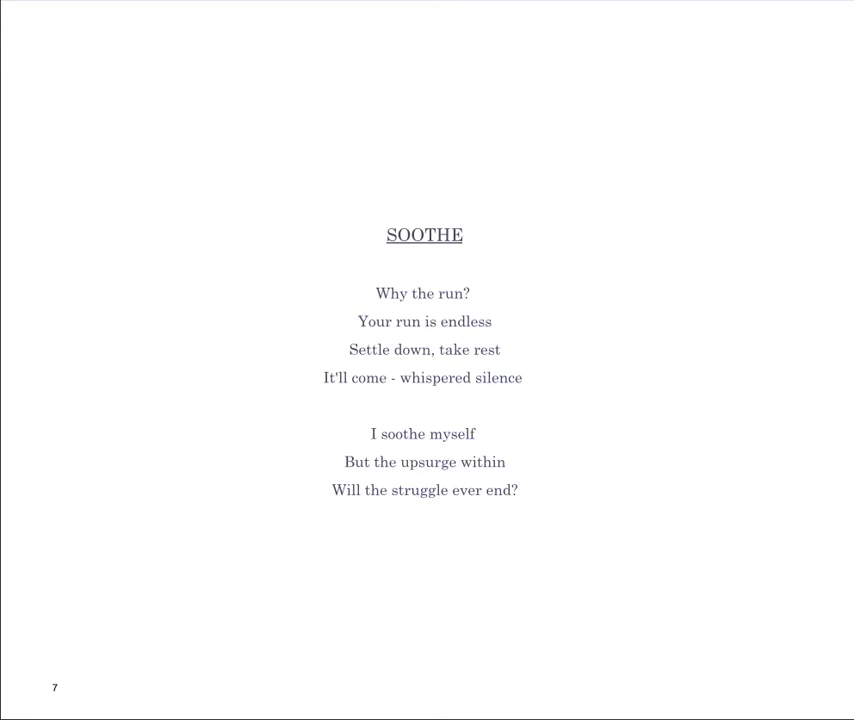 SOOTHE
Why the run?
Your run is endless
Settle down, take rest
It'll come - whispered silence
I soothe myself
But the upsurge within
Will the struggle ever end?
7